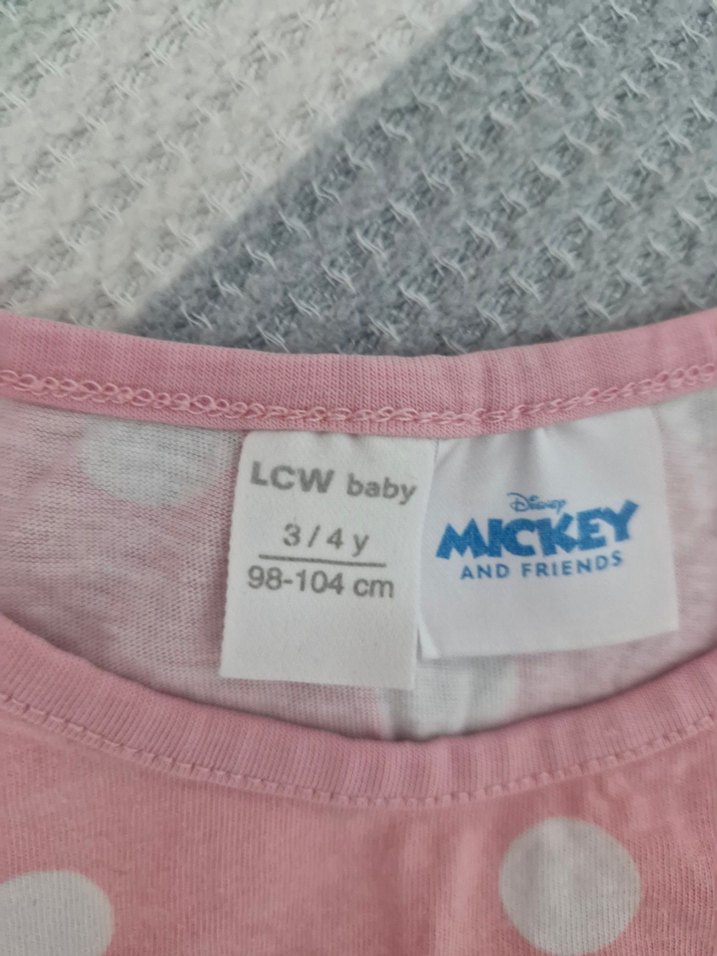 LCW baby
3/4 y
98-104 cm
Disney
MICKEY
AND FRIENDS